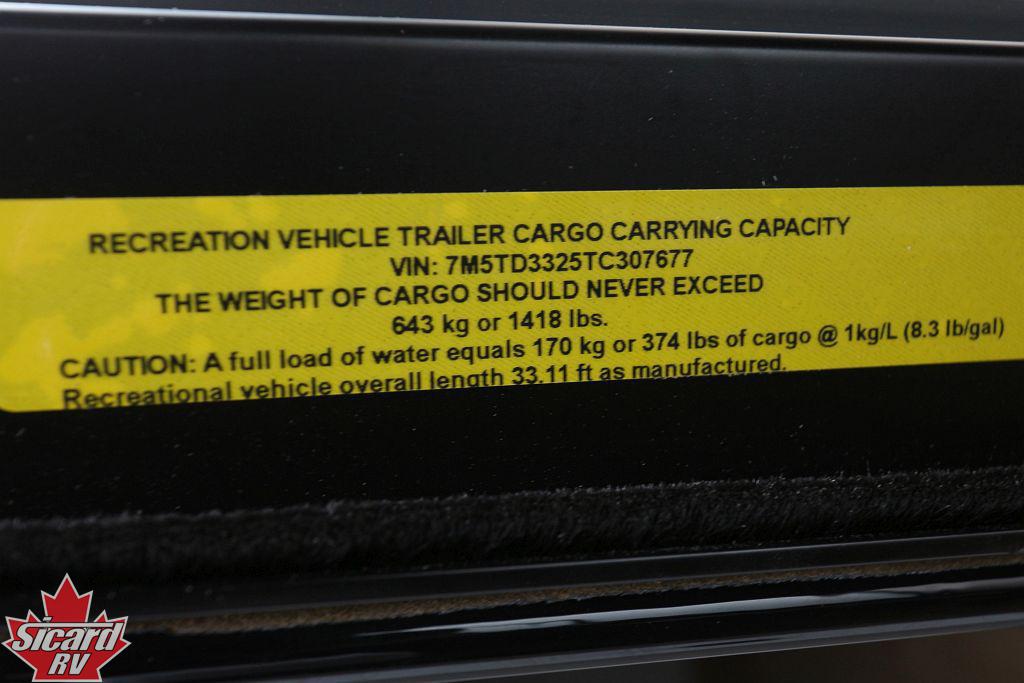 RECREATION VEHICLE TRAILER CARGO CARRYING CAPACITY
VIN: 7M5TD3325TC307677
THE WEIGHT OF CARGO SHOULD NEVER EXCEED
643 kg or 1418 lbs.
CAUTION: A full load of water equals 170 kg or 374 lbs of cargo @ 1kg/L (8.3 lb/gal)
Recreational vehicle overall length 33.11 ft as manufactured.
Sicard
RV